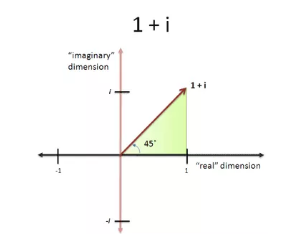 1 + i
"imaginary"
dimension
i
1 + i
45°
"real" dimension
-1
1
-i